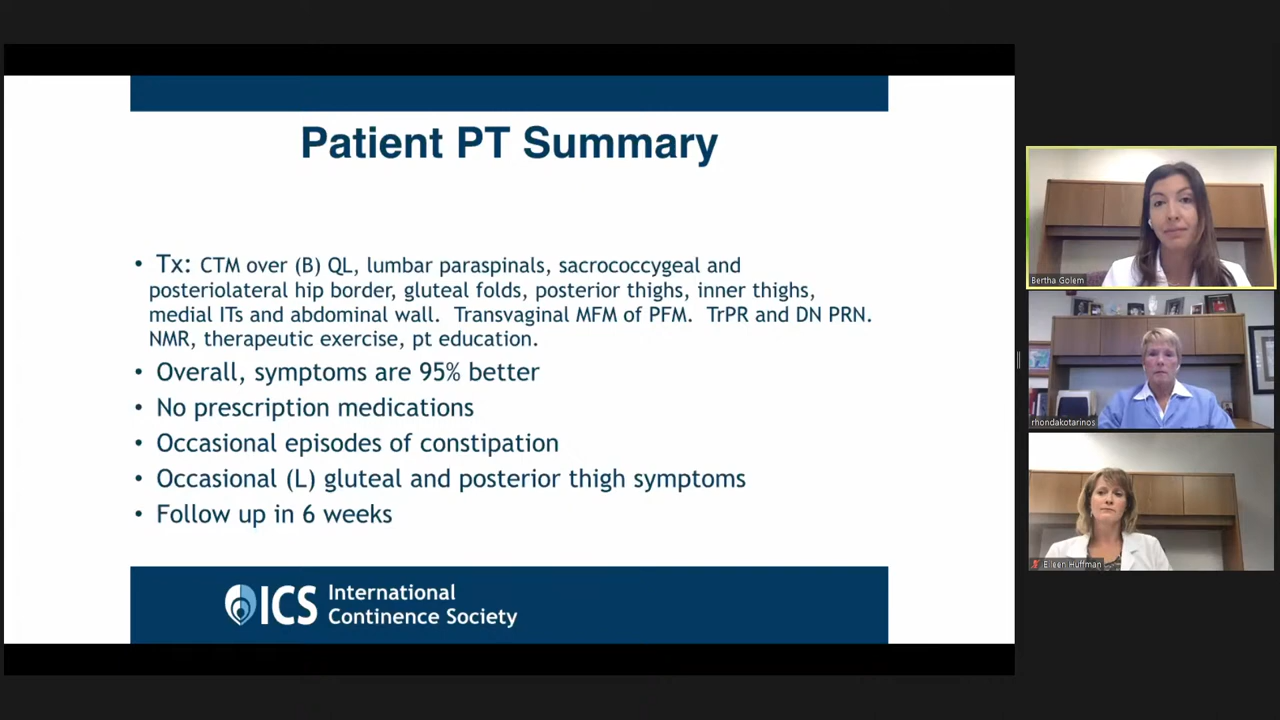 Patient PT Summary
• Tx: CTM over (B) QL, lumbar paraspinals, sacrococcygeal and
posteriolateral hip border, gluteal folds, posterior thighs, inner thighs,
medial ITs and abdominal wall. Transvaginal MFM of PFM. TrPR and DN PRN.
NMR, therapeutic exercise, pt education.
• Overall, symptoms are 95% better
• No prescription medications
• Occasional episodes of constipation
• Occasional (L) gluteal and posterior thigh symptoms
• Follow up in 6 weeks
ICS International
Continence Society
Bertha Golem
rhondakotarinos
Eileen Huffman